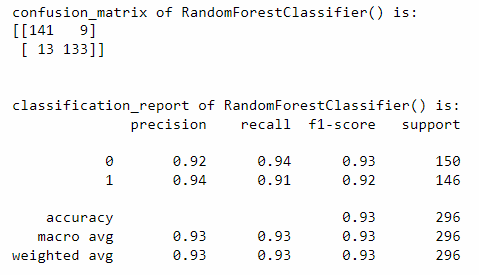 confusion_matrix of RandomForestClassifier() is:
[[141   9]
 [ 13 133]]
classification_report of RandomForestClassifier() is:
              precision    recall  f1-score   support
           0       0.92      0.94      0.93       150
           1       0.94      0.91      0.92       146
    accuracy                           0.93       296
   macro avg       0.93      0.93      0.93       296
weighted avg       0.93      0.93      0.93       296